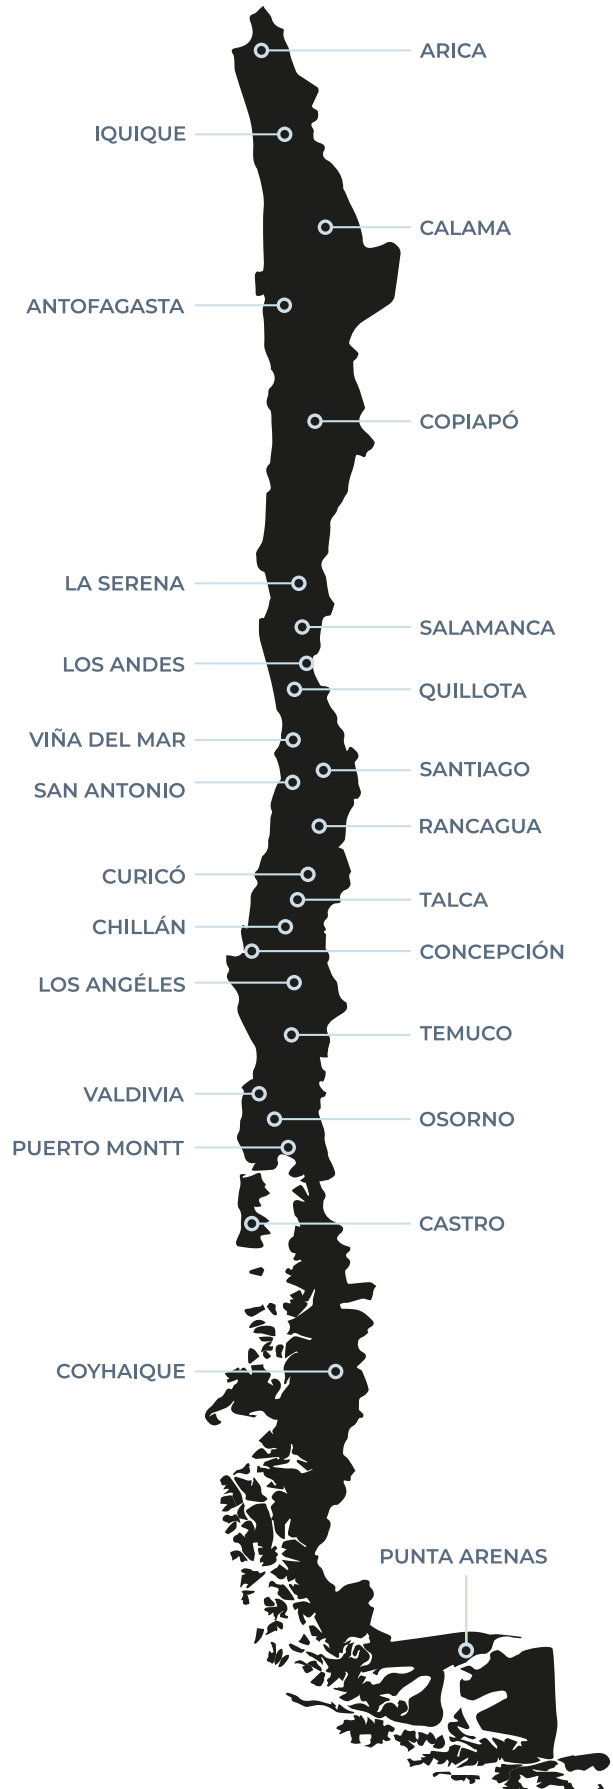 ARICA
IQUIQUE
CALAMA
ANTOFAGASTA
COPIAPÓ
LA SERENA
SALAMANCA
LOS ANDES
QUILLOTA
VIÑA DEL MAR
SANTIAGO
SAN ANTONIO
RANCAGUA
CURICÓ
TALCA
CHILLÁN
CONCEPCIÓN
LOS ANGÉLES
TEMUCO
VALDIVIA
OSORNO
PUERTO MONTT
CASTRO
COYHAIQUE
PUNTA ARENAS